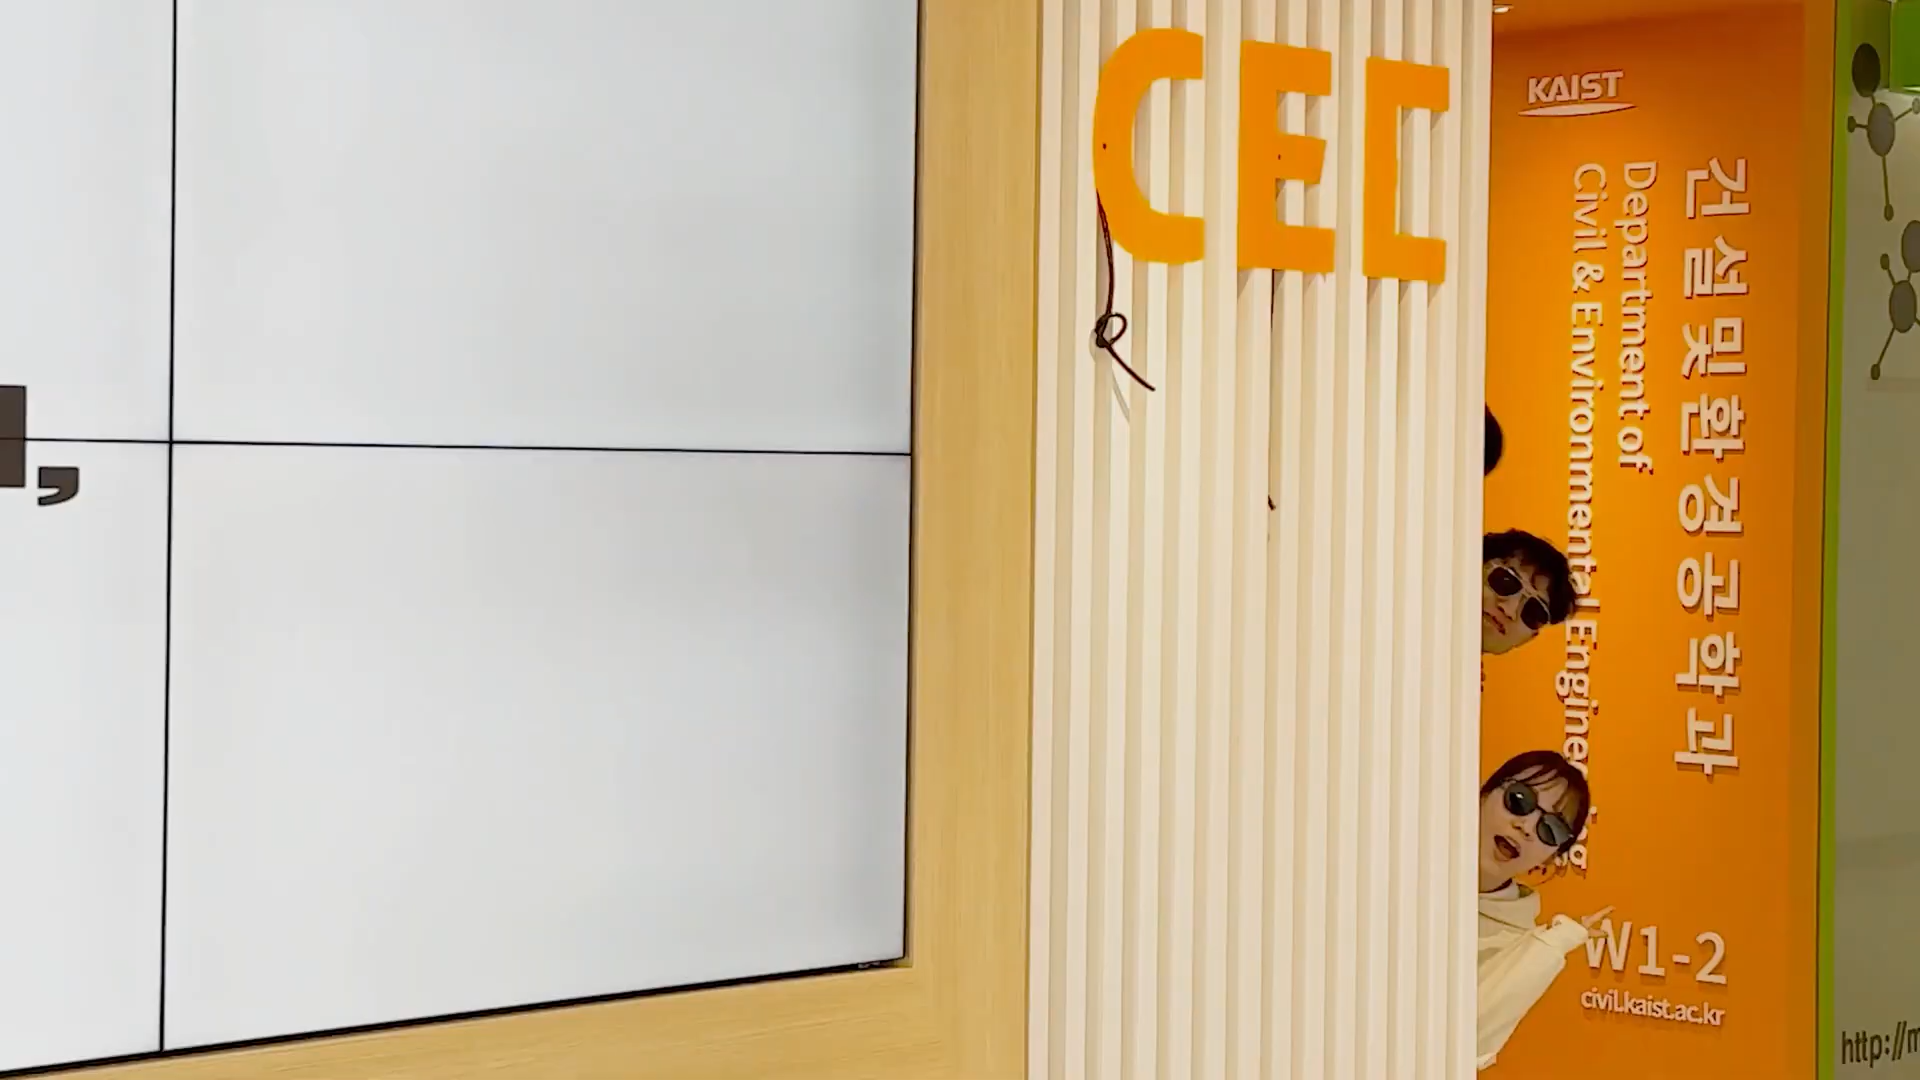 ,
CEE
KAIST
건설및환경공학과
Department of
Civil & Environmental Engineering
W1-2
civil.kaist.ac.kr
http://m